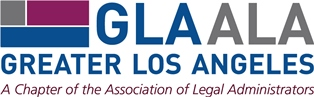 GLAALA
GREATER LOS ANGELES
A Chapter of the Association of Legal Administrators